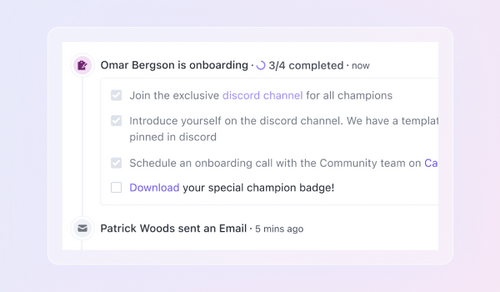 Omar Bergson is onboarding · 3/4 completed · now
Join the exclusive discord channel for all champions
Introduce yourself on the discord channel. We have a templat
pinned in discord
Schedule an onboarding call with the Community team on Ca
Download your special champion badge!
Patrick Woods sent an Email · 5 mins ago